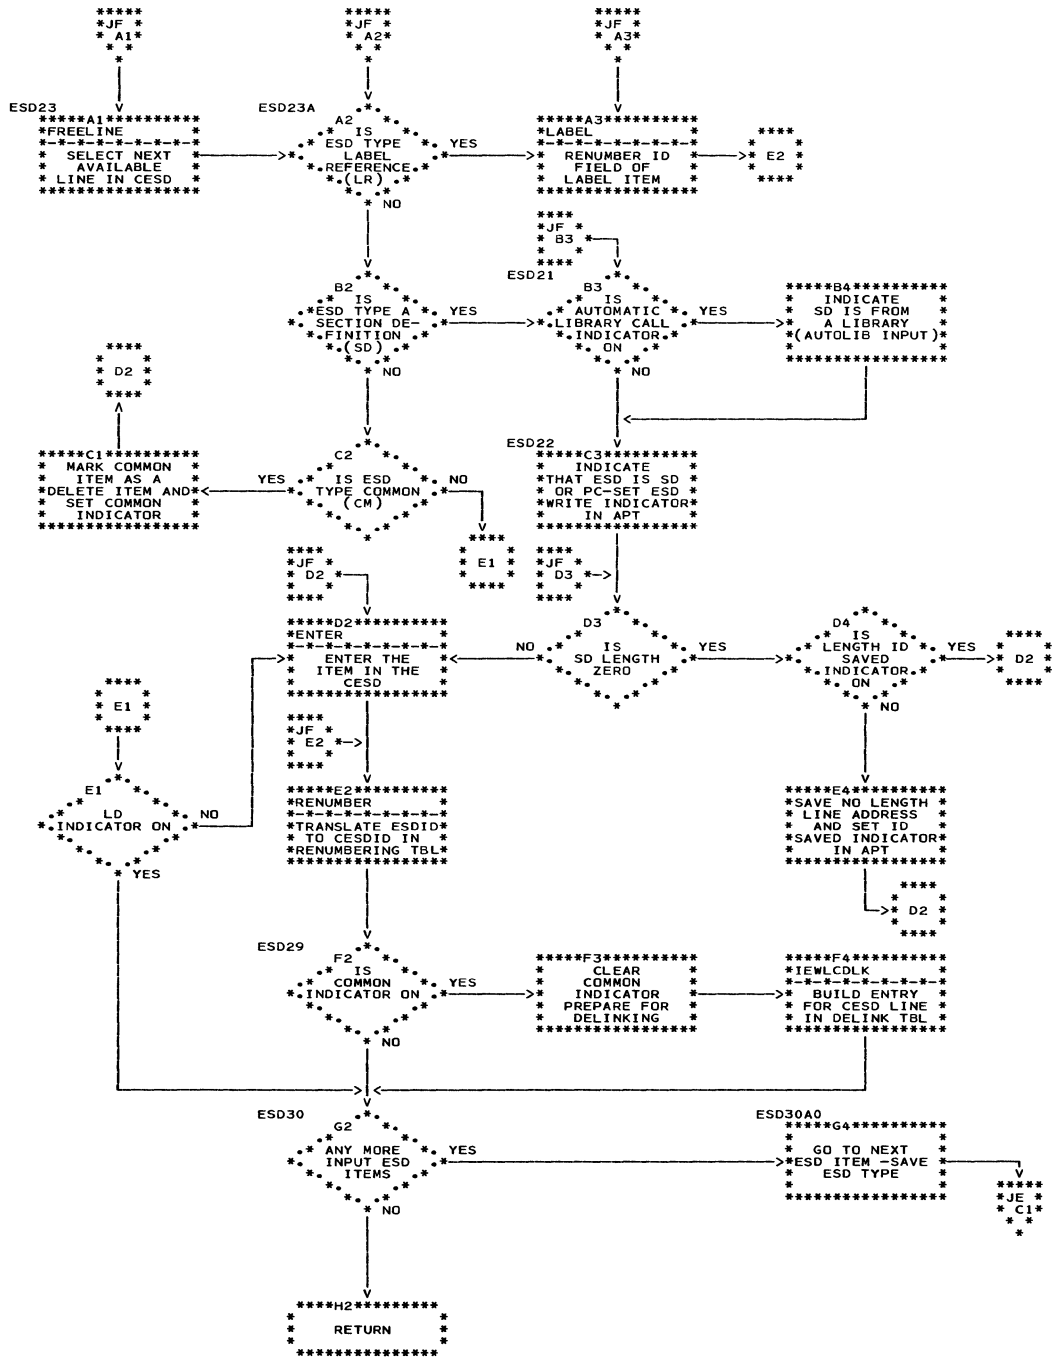 JF
A1
JF
A2
JF
A3
ESD23
A1
FREELINE
SELECT NEXT
AVAILABLE
LINE IN CESD
ESD23A
A2
IS
ESD TYPE
LABEL
REFERENCE
(LR)
YES
NO
A3
LABEL
RENUMBER ID
FIELD OF
LABEL ITEM
E2
JF
B3
B2
IS
ESD TYPE A
SECTION DE-
FINITION
(SD)
YES
NO
ESD21
B3
IS
AUTOMATIC
LIBRARY CALL
INDICATOR
ON
YES
NO
B4
INDICATE
SD IS FROM
A LIBRARY
(AUTOLIB INPUT)
D2
C1
MARK COMMON
ITEM AS A
DELETE ITEM AND
SET COMMON
INDICATOR
YES
C2
IS ESD
TYPE COMMON
(CM)
NO
E1
ESD22
C3
INDICATE
THAT ESD IS SD
OR PC-SET ESD
WRITE INDICATOR
IN APT
JF
D2
JF
D3
D2
ENTER
ENTER THE
ITEM IN THE
CESD
NO
D3
IS
SD LENGTH
ZERO
YES
D4
IS
LENGTH ID
SAVED
INDICATOR
ON
YES
NO
D2
E1
JF
E2
E1
LD
INDICATOR ON
NO
YES
E2
RENUMBER
TRANSLATE ESDID
TO CESDID IN
RENUMBERING TBL
E4
SAVE NO LENGTH
LINE ADDRESS
AND SET ID
SAVED INDICATOR
IN APT
D2
ESD29
F2
IS
COMMON
INDICATOR ON
YES
NO
F3
CLEAR
COMMON
INDICATOR
PREPARE FOR
DELINKING
F4
IEWLCDLK
BUILD ENTRY
FOR CESD LINE
IN DELINK TBL
ESD30
G2
ANY MORE
INPUT ESD
ITEMS
YES
NO
ESD30A0
G4
GO TO NEXT
ESD ITEM -SAVE
ESD TYPE
JE
C1
H2
RETURN